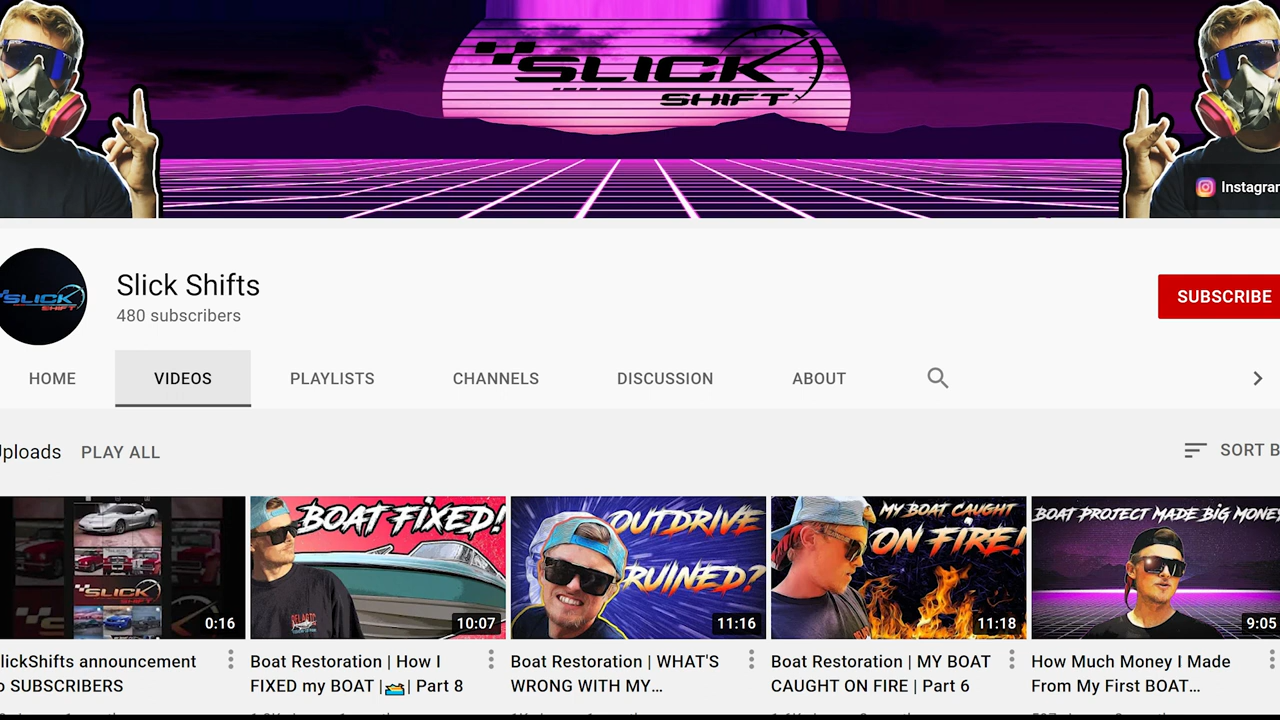 SLICK
SHIFT
Instagram
SLICK
SHIFT
Slick Shifts
480 subscribers
SUBSCRIBE
HOME
VIDEOS
PLAYLISTS
CHANNELS
DISCUSSION
ABOUT
Uploads
PLAY ALL
SORT B
SLICK
SHIFT
0:16
BOAT FIXED!
10:07
OUTDRIVE
RUINED?
11:16
MY BOAT CAUGHT
ON FIRE!
11:18
BOAT PROJECT MADE BIG MONEY
9:05
lickShifts announcement
o SUBSCRIBERS
Boat Restoration | How I
FIXED my BOAT |🚤| Part 8
Boat Restoration | WHAT'S
WRONG WITH MY...
Boat Restoration | MY BOAT
CAUGHT ON FIRE | Part 6
How Much Money I Made
From My First BOAT...